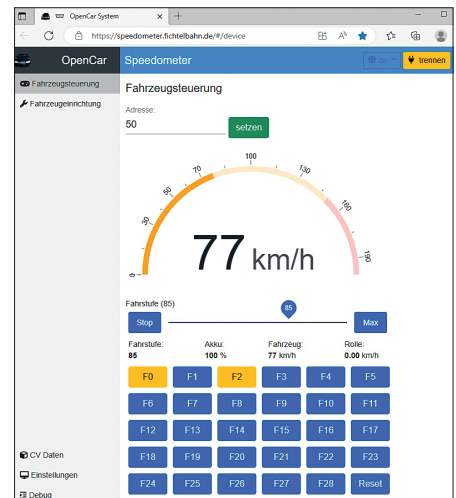 OpenCar System
https://speedometer.fichtelbahn.de/#/device
OpenCar
Speedometer
de
trennen
Fahrzeugsteuerung
Fahrzeugeinrichtung
Fahrzeugsteuerung
Adresse:
50
setzen
0
30
50
70
100
130
160
190
77 km/h
Fahrstufe (85)
85
Stop
Max
Fahrstufe: Akku: Fahrzeug: Rolle:
85 100 % 77 km/h 0.00 km/h
F0 F1 F2 F3 F4 F5
F6 F7 F8 F9 F10 F11
F12 F13 F14 F15 F16 F17
F18 F19 F20 F21 F22 F23
F24 F25 F26 F27 F28 Reset
CV Daten
Einstellungen
Debug